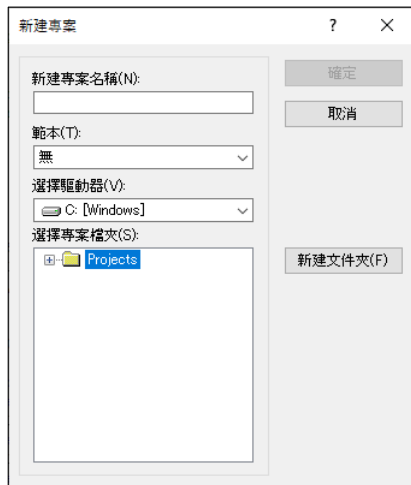 新建專案
?
新建專案名稱(N):
確定
取消
範本(T):
無
選擇驅動器(V):
C: [Windows]
選擇專案檔夾(S):
Projects
新建文件夾(F)